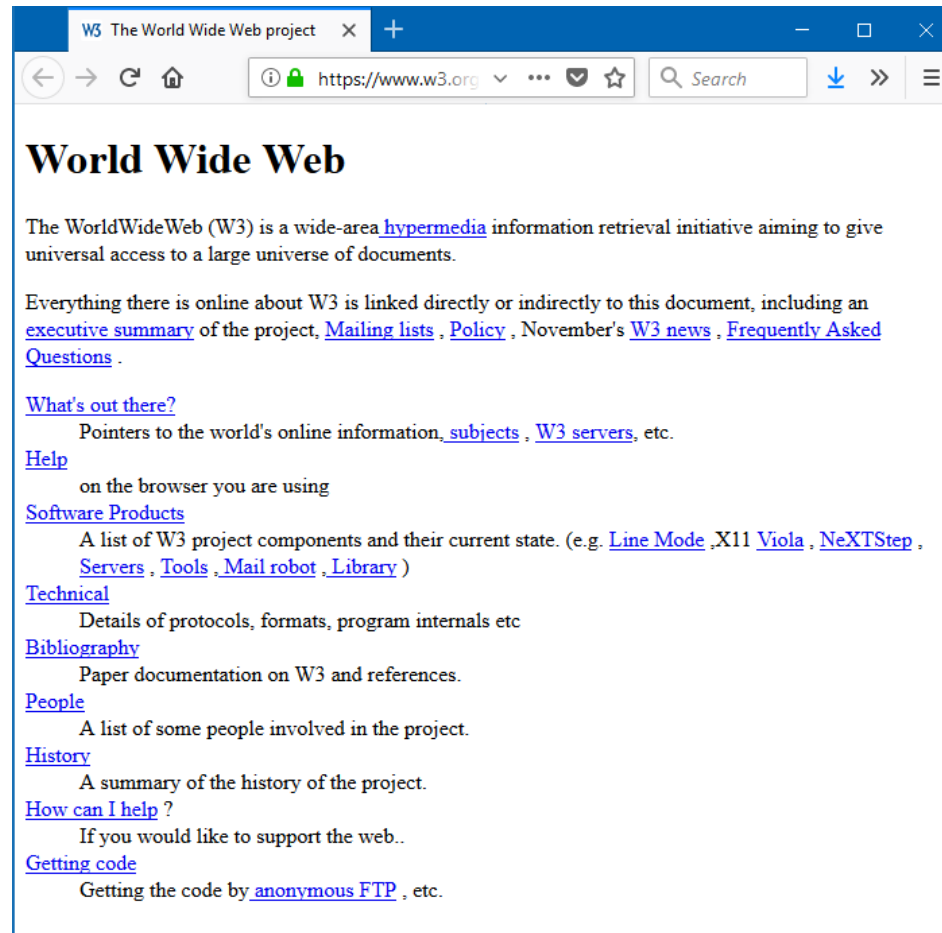 W3 The World Wide Web project
https://www.w3.org
Search
World Wide Web
The WorldWideWeb (W3) is a wide-area hypermedia information retrieval initiative aiming to give
universal access to a large universe of documents.
Everything there is online about W3 is linked directly or indirectly to this document, including an
executive summary of the project, Mailing lists , Policy , November's W3 news , Frequently Asked
Questions .
What's out there?
Pointers to the world's online information, subjects , W3 servers, etc.
Help
on the browser you are using
Software Products
A list of W3 project components and their current state. (e.g. Line Mode ,X11 Viola , NeXTStep ,
Servers , Tools , Mail robot , Library )
Technical
Details of protocols, formats, program internals etc
Bibliography
Paper documentation on W3 and references.
People
A list of some people involved in the project.
History
A summary of the history of the project.
How can I help ?
If you would like to support the web..
Getting code
Getting the code by anonymous FTP , etc.